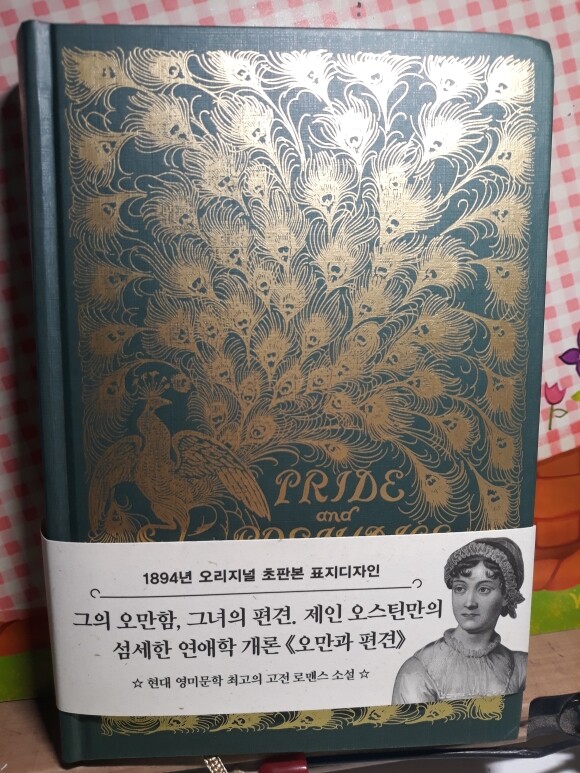 PRIDE
and
1894년 오리지널 초판본 표지디자인
그의 오만함, 그녀의 편견. 제인 오스틴만의
섬세한 연애학 개론 《오만과 편견》
☆ 현대 영미문학 최고의 고전 로맨스 소설 ☆